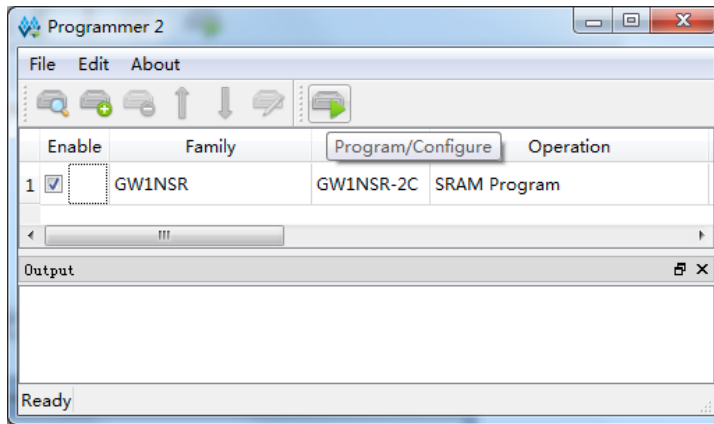 Programmer 2
File Edit About
Enable Family Program/Configure Operation
1 GW1NSR GW1NSR-2C SRAM Program
Output
Ready